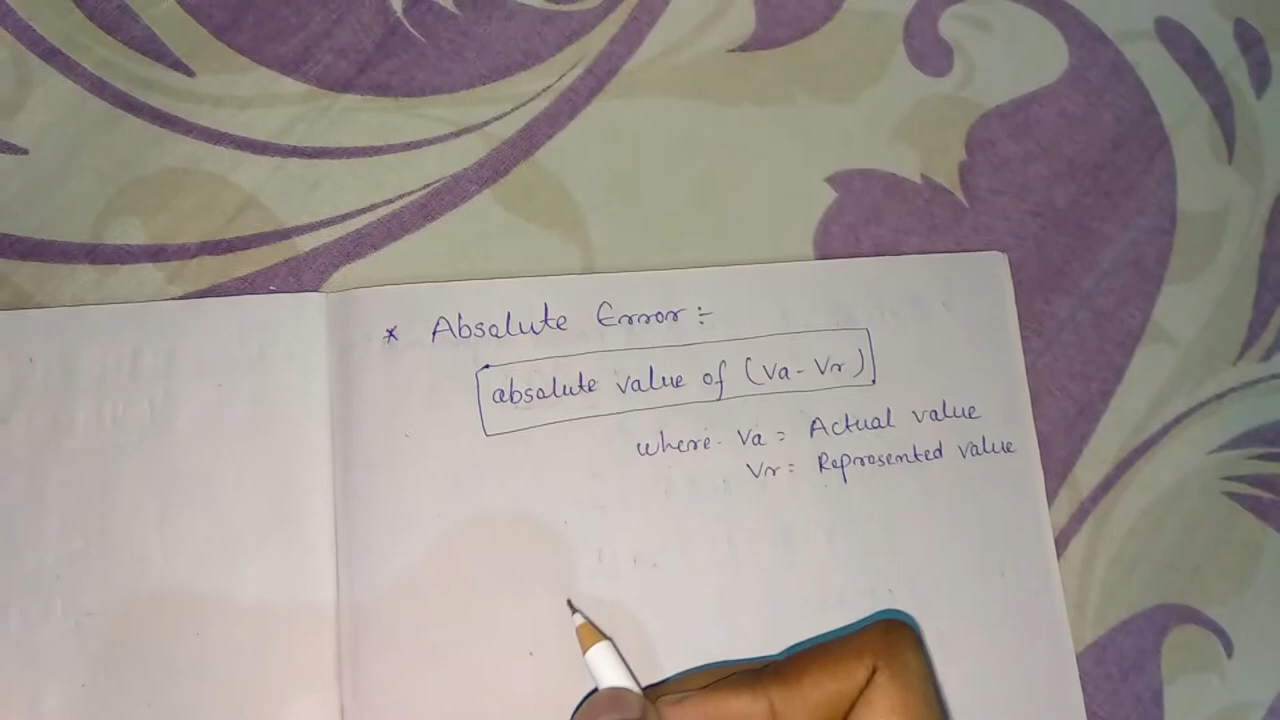 * Absolute Error :-
absolute value of (Va - Vr)
where. Va = Actual value
Vr = Represented value